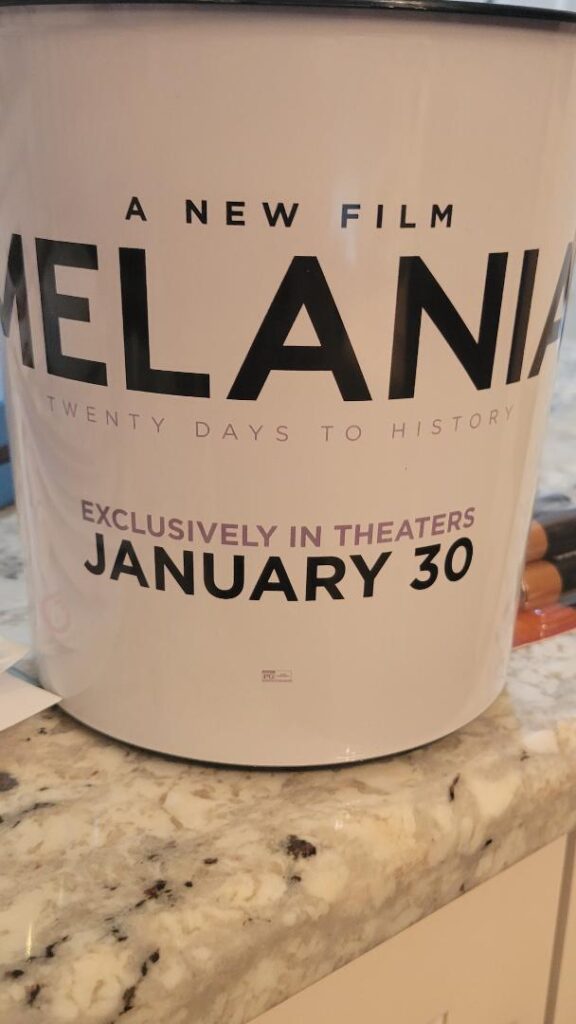 A NEW FILM
MELANIA
TWENTY DAYS TO HISTORY
EXCLUSIVELY IN THEATERS
JANUARY 30